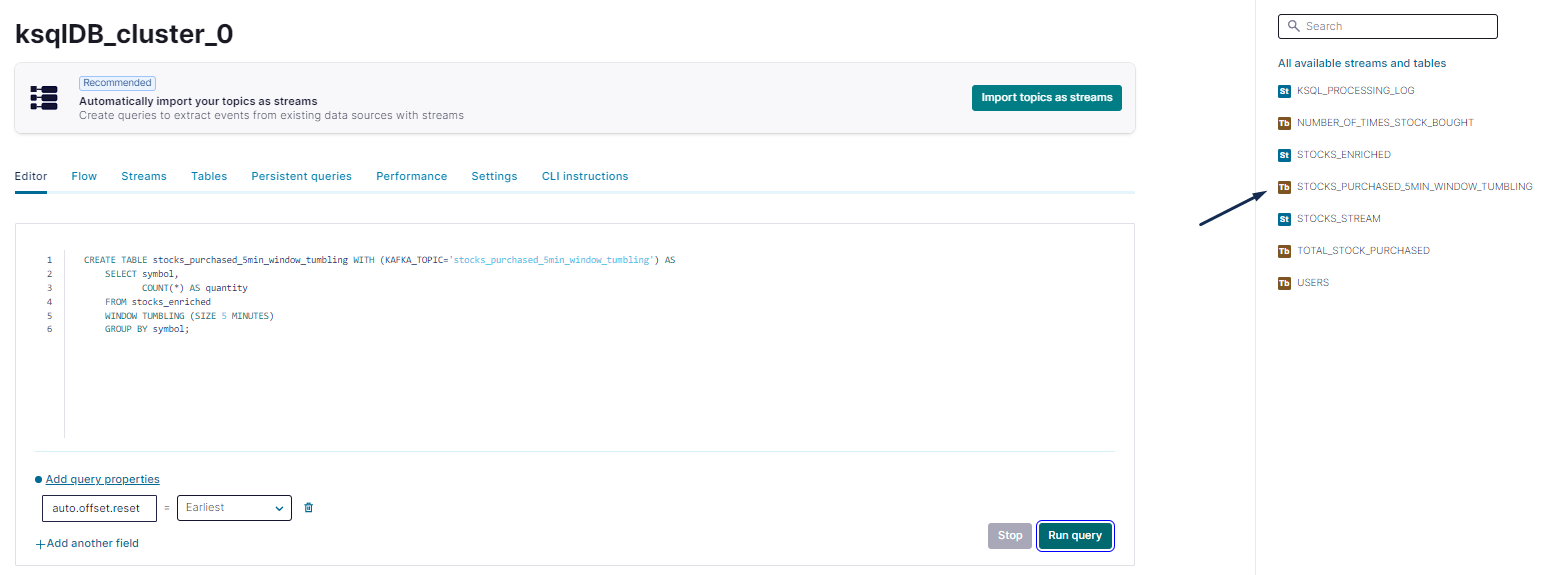 ksqlDB_cluster_0
Recommended
Automatically import your topics as streams
Create queries to extract events from existing data sources with streams
Import topics as streams
Editor Flow Streams Tables Persistent queries Performance Settings CLI instructions
1 CREATE TABLE stocks_purchased_5min_window_tumbling WITH (KAFKA_TOPIC='stocks_purchased_5min_window_tumbling') AS
2 SELECT symbol,
3 COUNT(*) AS quantity
4 FROM stocks_enriched
5 WINDOW TUMBLING (SIZE 5 MINUTES)
6 GROUP BY symbol;
Add query properties
auto.offset.reset = Earliest
+Add another field
Stop Run query
Search
All available streams and tables
St KSQL_PROCESSING_LOG
Tb NUMBER_OF_TIMES_STOCK_BOUGHT
St STOCKS_ENRICHED
Tb STOCKS_PURCHASED_5MIN_WINDOW_TUMBLING
St STOCKS_STREAM
Tb TOTAL_STOCK_PURCHASED
Tb USERS